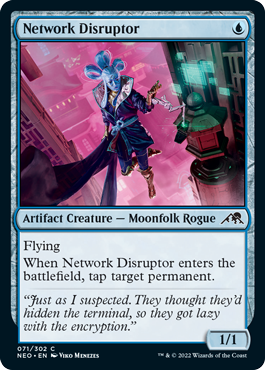 Network Disruptor
Artifact Creature — Moonfolk Rogue
Flying
When Network Disruptor enters the
battlefield, tap target permanent.
“Just as I suspected. They thought they’d
hidden the terminal, so they got lazy
with the encryption.”
1/1
071/302 C
NEO • EN Viko Menezes
™ & © 2022 Wizards of the Coast